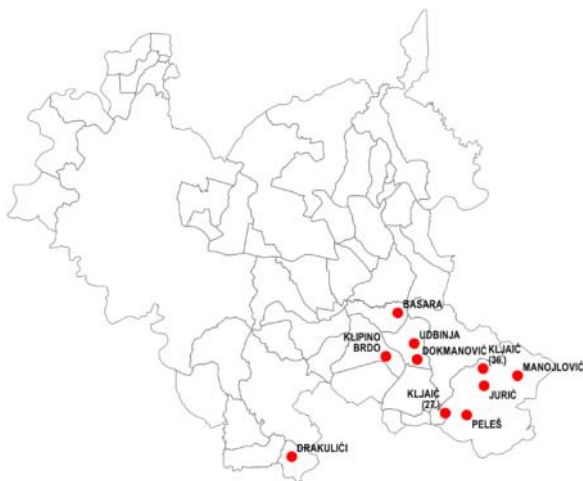 BASARA
UDBINJA
KLIPINO
BRDO
DOKMANOVIĆ
KLJAIĆ
(36.)
MANOJLOVIĆ
JURIĆ
KLJAIĆ
(27.)
PELEŠ
DRAKULIĆI